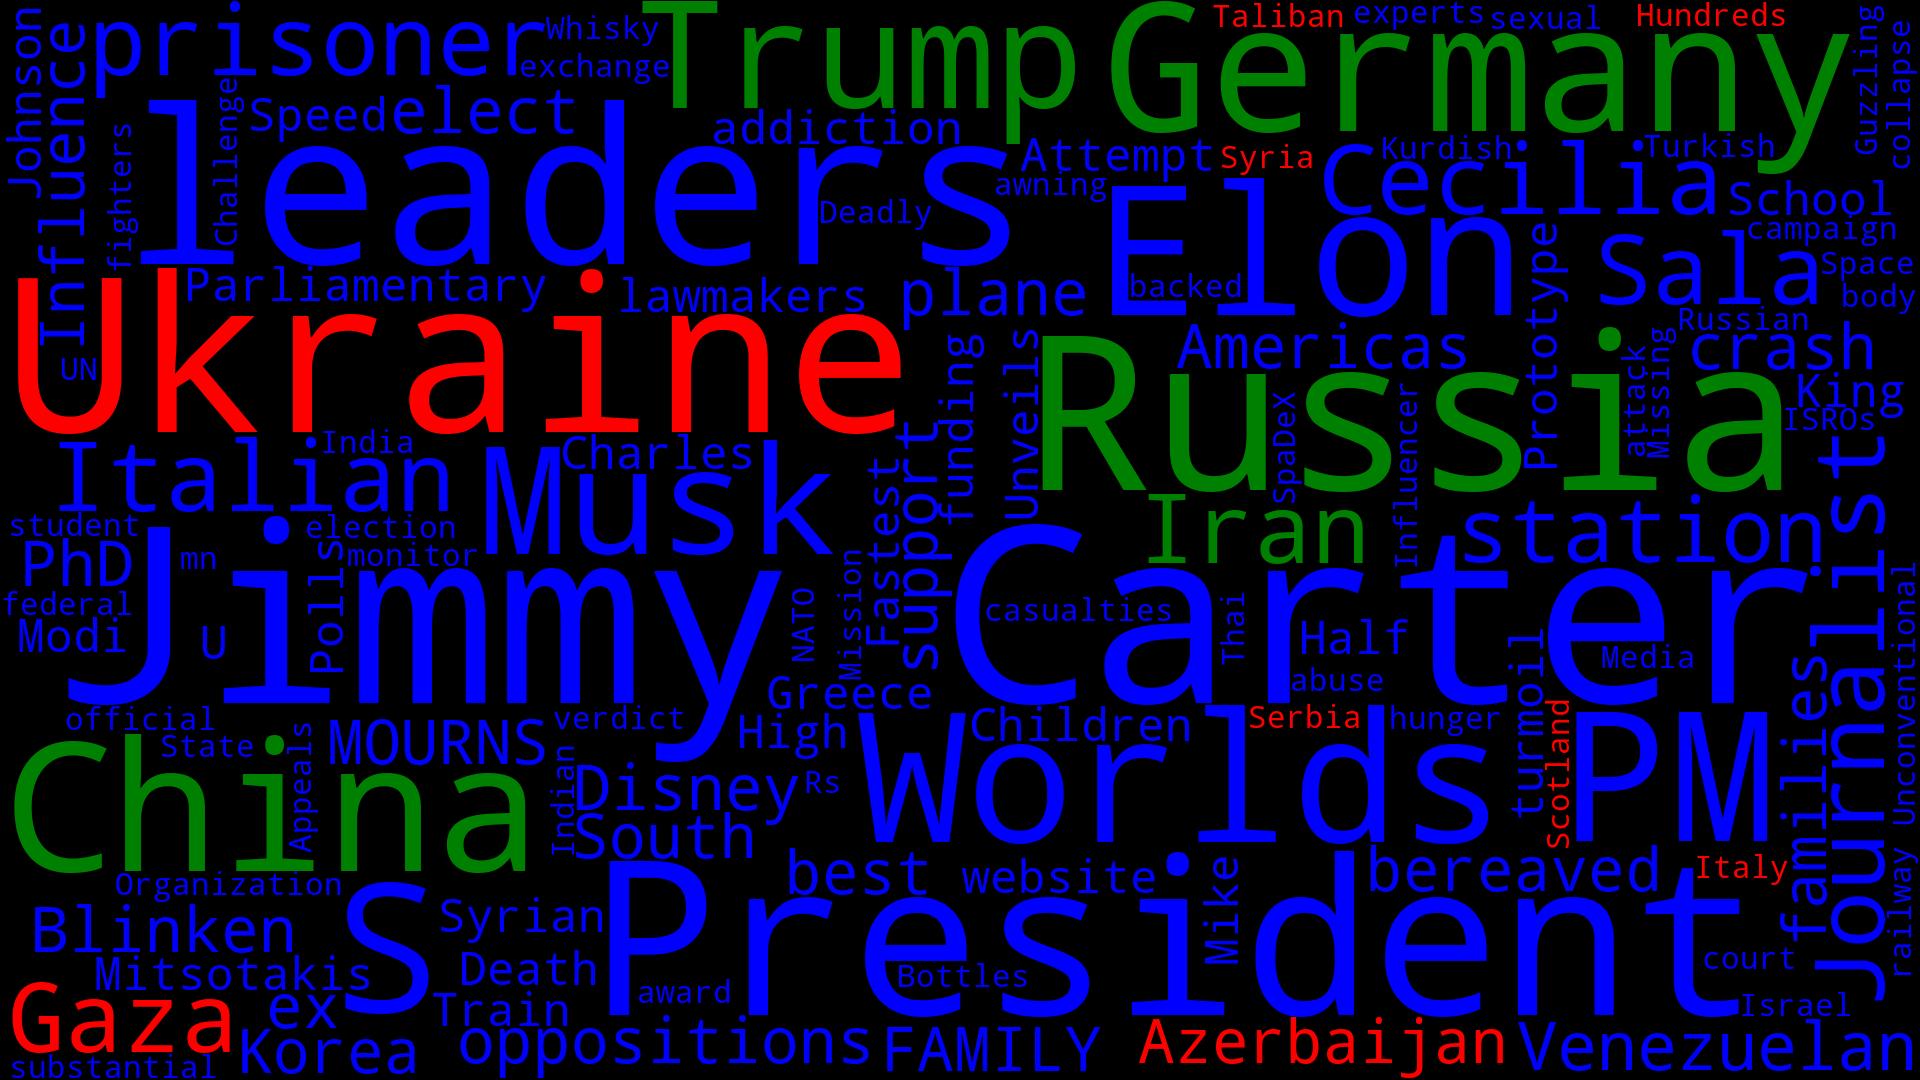 Johnson
Influence
prisoner
Whisky
exchange
Trump
Germany
Taliban
experts
sexual
Hundreds
Guzzling
collapse
fighters
Challenge
Speed
elect
leaders
addiction
Attempt
Syria
awning
Deadly
Kurdish
Turkish
Cecilia
School
campaign
Elon
backed
Sala
Space
body
Prototype
Parliamentary
lawmakers
plane
Ukraine
UN
Russian
Americas
crash
attack
Missing
King
ISROs
Russia
funding
Unveils
SpaDeX
Influencer
Italian
India
Musk
Charles
Fastest
support
Iran
station
Journalist
student
election
monitor
PhD
mn
Polls
federal
Modi
U
Jimmy
NATO
Mission
Carter
casualties
Thai
Half
abuse
Media
turmoil
families
Unconventional
Greece
official
State
Appeals
MOURNS
verdict
High
Children
Serbia
hunger
Scotland
China
Indian
Disney
Rs
South
Worlds
PM
Organization
best
website
Mike
bereaved
Italy
railway
Blinken
S
Syrian
President
court
Mitsotakis
Death
award
Bottles
Israel
Gaza
ex
Train
substantial
Korea
oppositions
FAMILY
Azerbaijan
Venezuelan